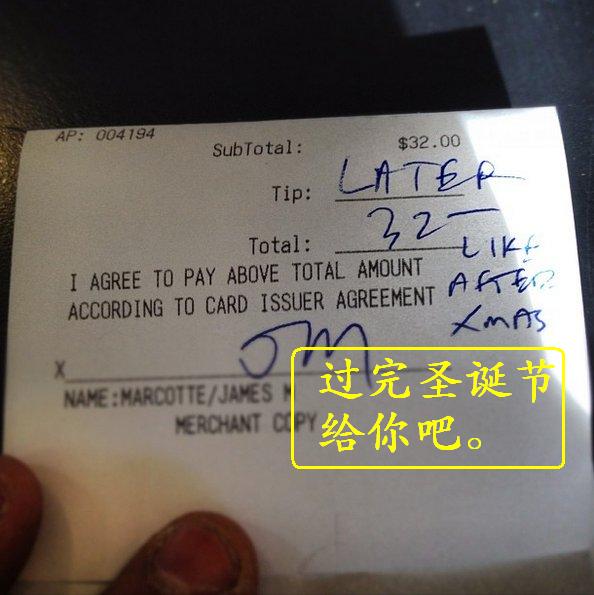 AP: 004194
SubTotal: $32.00
Tip: LATER
Total: 32—
I AGREE TO PAY ABOVE TOTAL AMOUNT
ACCORDING TO CARD ISSUER AGREEMENT
LIKE
AFTER
XMAS
X JM
NAME:MARCOTTE/JAMES M
MERCHANT COPY
过完圣诞节
给你吧。